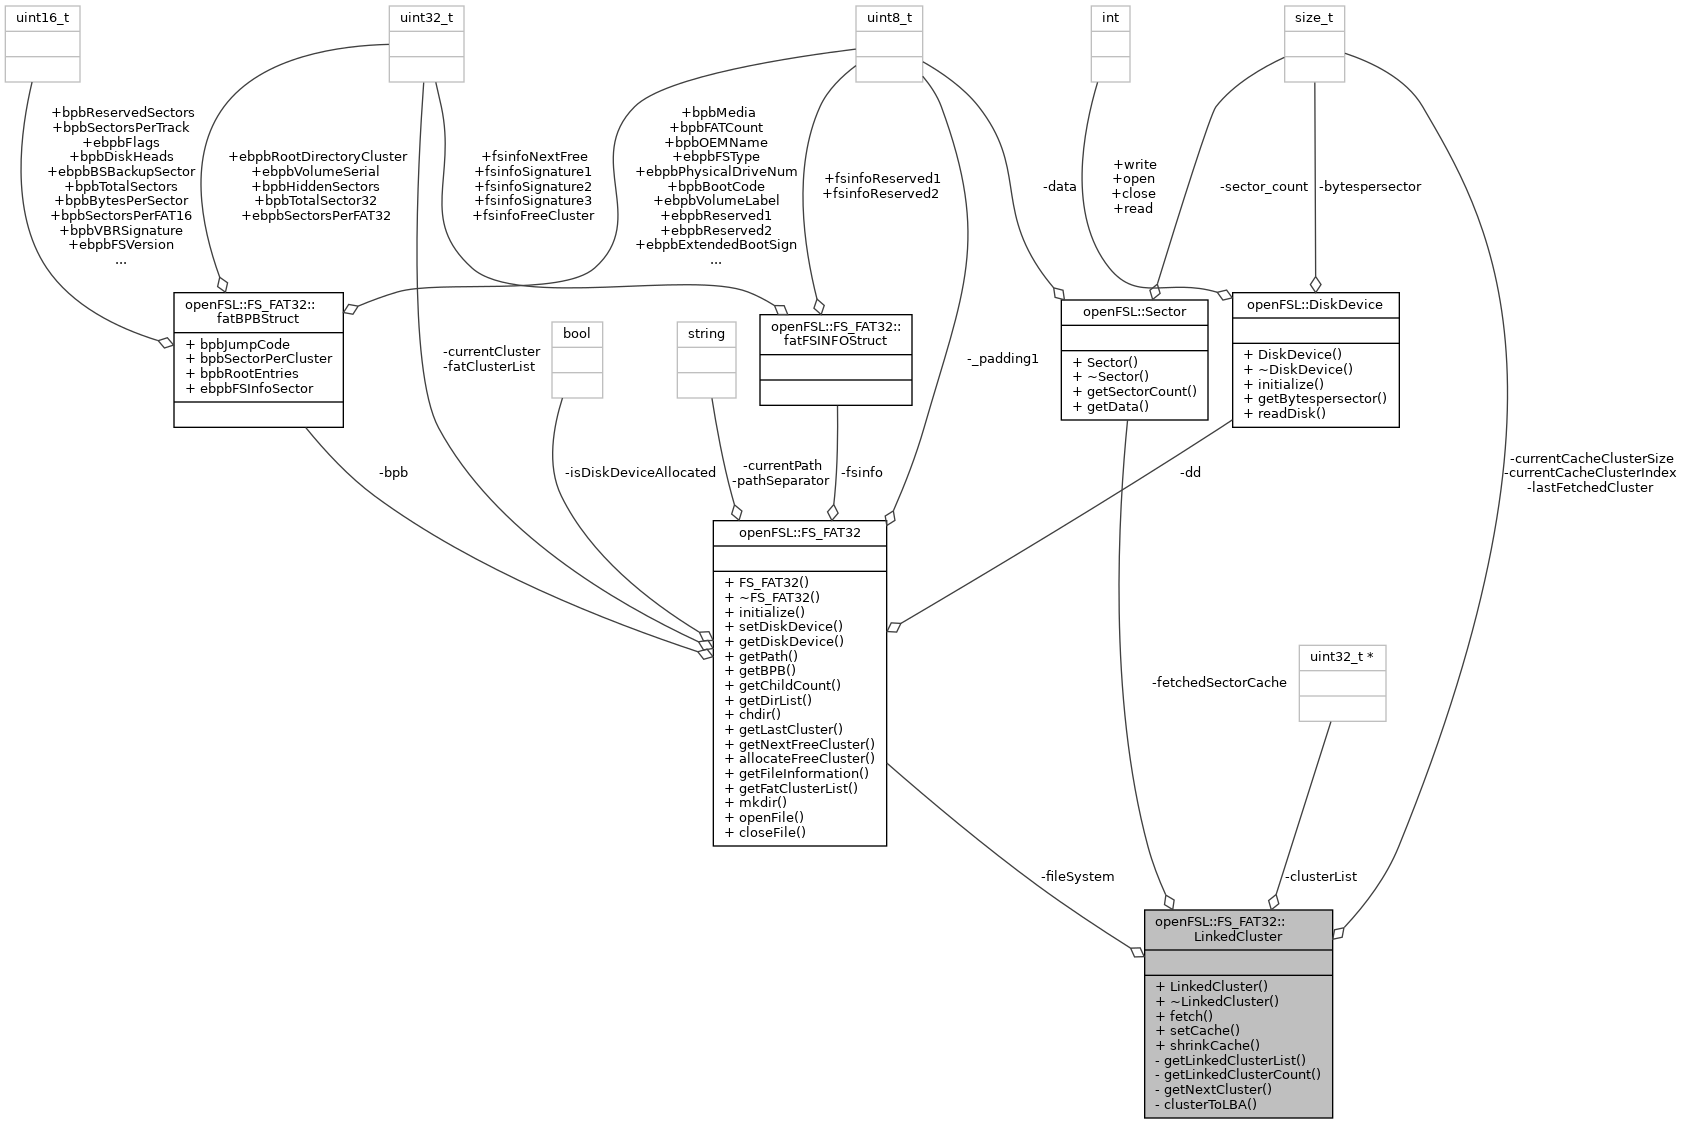 uint16_t
uint32_t
uint8_t
int
size_t
+bpbReservedSectors
+bpbSectorsPerTrack
+ebpbFlags
+bpbDiskHeads
+ebpbBSBackupSector
+bpbTotalSectors
+bpbBytesPerSector
+bpbSectorsPerFAT16
+bpbVBRSignature
+ebpbFSVersion
...
+ebpbRootDirectoryCluster
+ebpbVolumeSerial
+bpbHiddenSectors
+bpbTotalSector32
+ebpbSectorsPerFAT32
+fsinfoNextFree
+fsinfoSignature1
+fsinfoSignature2
+fsinfoSignature3
+fsinfoFreeCluster
+bpbMedia
+bpbFATCount
+bpbOEMName
+ebpbFSType
+ebpbPhysicalDriveNum
+bpbBootCode
+ebpbVolumeLabel
+ebpbReserved1
+ebpbReserved2
+ebpbExtendedBootSign
...
+fsinfoReserved1
+fsinfoReserved2
-data
+write
+open
+close
+read
-sector_count
-bytespersector
openFSL::FS_FAT32::
fatBPBStruct
+ bpbJumpCode
+ bpbSectorPerCluster
+ bpbRootEntries
+ ebpbFSInfoSector
-currentCluster
-fatClusterList
bool
string
openFSL::FS_FAT32::
fatFSINFOStruct
-_padding1
openFSL::Sector
+ Sector()
+ ~Sector()
+ getSectorCount()
+ getData()
openFSL::DiskDevice
+ DiskDevice()
+ ~DiskDevice()
+ initialize()
+ getBytespersector()
+ readDisk()
-bpb
-isDiskDeviceAllocated
-currentPath
-pathSeparator
-fsinfo
-dd
-currentCacheClusterSize
-currentCacheClusterIndex
-lastFetchedCluster
openFSL::FS_FAT32
+ FS_FAT32()
+ ~FS_FAT32()
+ initialize()
+ setDiskDevice()
+ getDiskDevice()
+ getPath()
+ getBPB()
+ getChildCount()
+ getDirList()
+ chdir()
+ getLastCluster()
+ getNextFreeCluster()
+ allocateFreeCluster()
+ getFileInformation()
+ getFatClusterList()
+ mkdir()
+ openFile()
+ closeFile()
-fetchedSectorCache
uint32_t *
-fileSystem
-clusterList
openFSL::FS_FAT32::
LinkedCluster
+ LinkedCluster()
+ ~LinkedCluster()
+ fetch()
+ setCache()
+ shrinkCache()
- getLinkedClusterList()
- getLinkedClusterCount()
- getNextCluster()
- clusterToLBA()